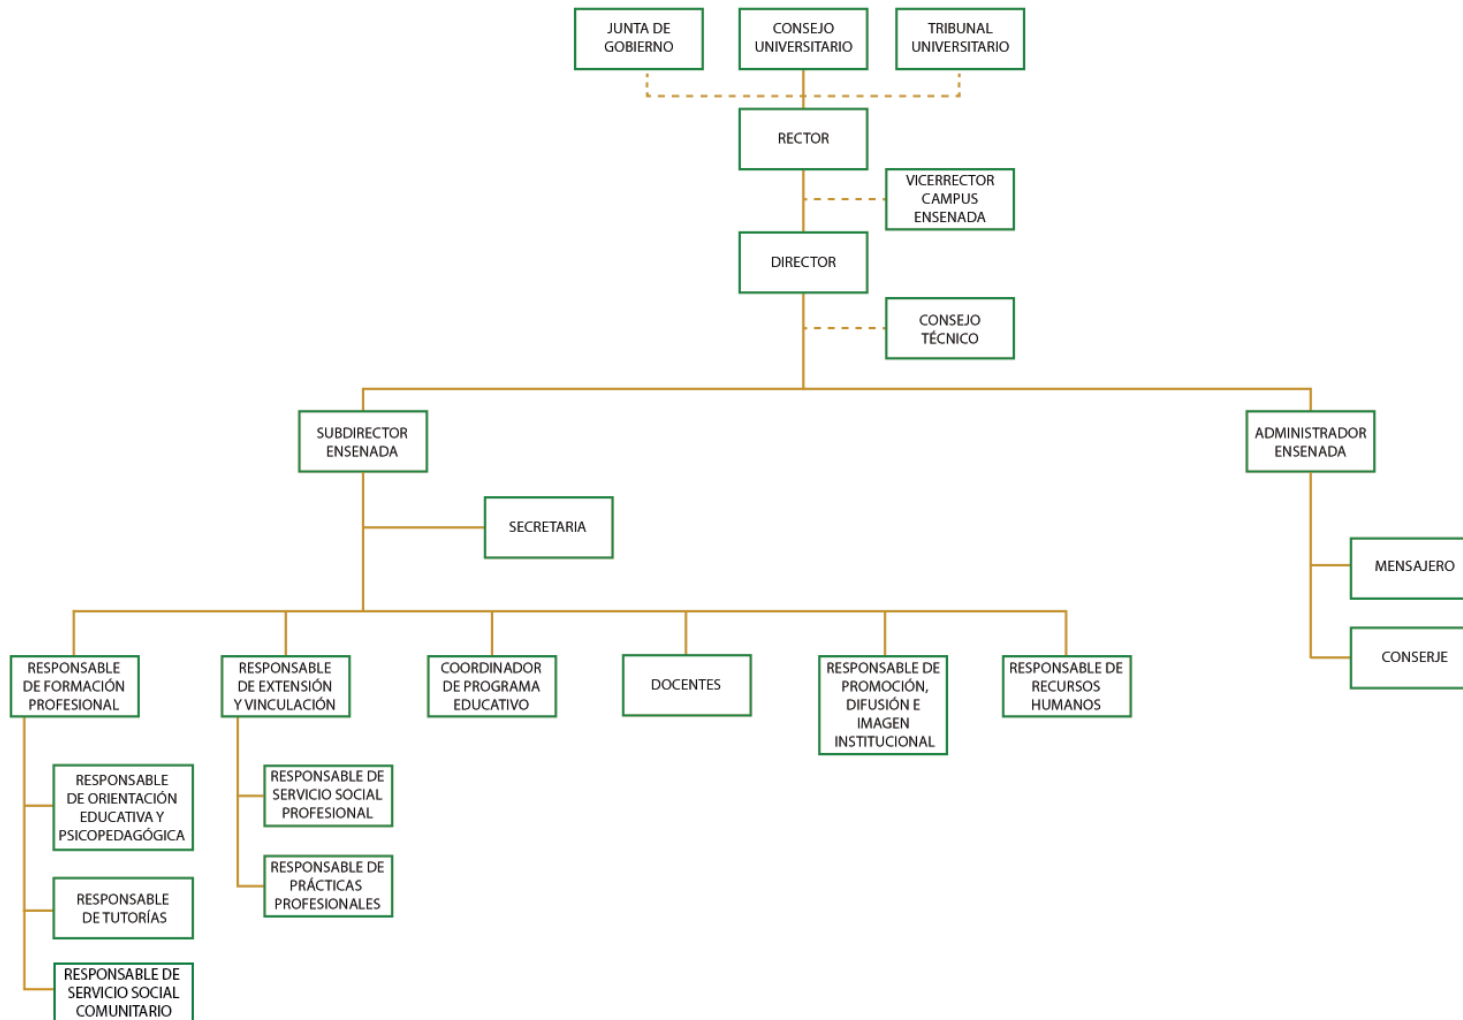 JUNTA DE
GOBIERNO
CONSEJO
UNIVERSITARIO
TRIBUNAL
UNIVERSITARIO
RECTOR
VICERRECTOR
CAMPUS
ENSENADA
DIRECTOR
CONSEJO
TÉCNICO
SUBDIRECTOR
ENSENADA
ADMINISTRADOR
ENSENADA
SECRETARIA
MENSAJERO
CONSERJE
RESPONSABLE
DE FORMACIÓN
PROFESIONAL
RESPONSABLE
DE EXTENSIÓN
Y VINCULACIÓN
COORDINADOR
DE PROGRAMA
EDUCATIVO
DOCENTES
RESPONSABLE DE
PROMOCIÓN,
DIFUSIÓN E
IMAGEN
INSTITUCIONAL
RESPONSABLE DE
RECURSOS
HUMANOS
RESPONSABLE
DE ORIENTACIÓN
EDUCATIVA Y
PSICOPEDAGÓGICA
RESPONSABLE
DE TUTORÍAS
RESPONSABLE DE
SERVICIO SOCIAL
COMUNITARIO
RESPONSABLE DE
SERVICIO SOCIAL
PROFESIONAL
RESPONSABLE DE
PRÁCTICAS
PROFESIONALES